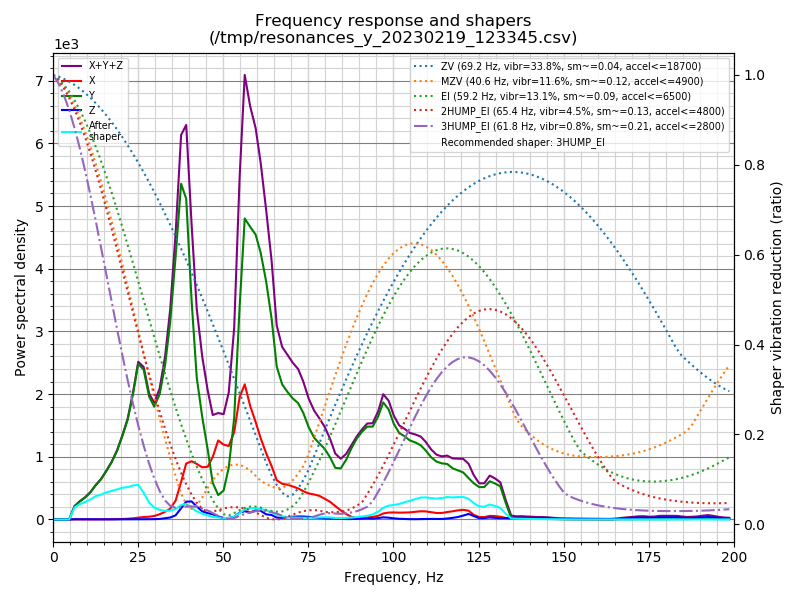 Frequency response and shapers
(/tmp/resonances_y_20230219_123345.csv)
1e3
X+Y+Z
X
Y
Z
After
shaper
ZV (69.2 Hz, vibr=33.8%, sm~=0.04, accel<=18700)
MZV (40.6 Hz, vibr=11.6%, sm~=0.12, accel<=4900)
EI (59.2 Hz, vibr=13.1%, sm~=0.09, accel<=6500)
2HUMP_EI (65.4 Hz, vibr=4.5%, sm~=0.13, accel<=4800)
3HUMP_EI (61.8 Hz, vibr=0.8%, sm~=0.21, accel<=2800)
Recommended shaper: 3HUMP_EI
7
6
5
4
3
2
1
0
Power spectral density
1.0
0.8
0.6
0.4
0.2
0.0
Shaper vibration reduction (ratio)
0 25 50 75 100 125 150 175 200
Frequency, Hz